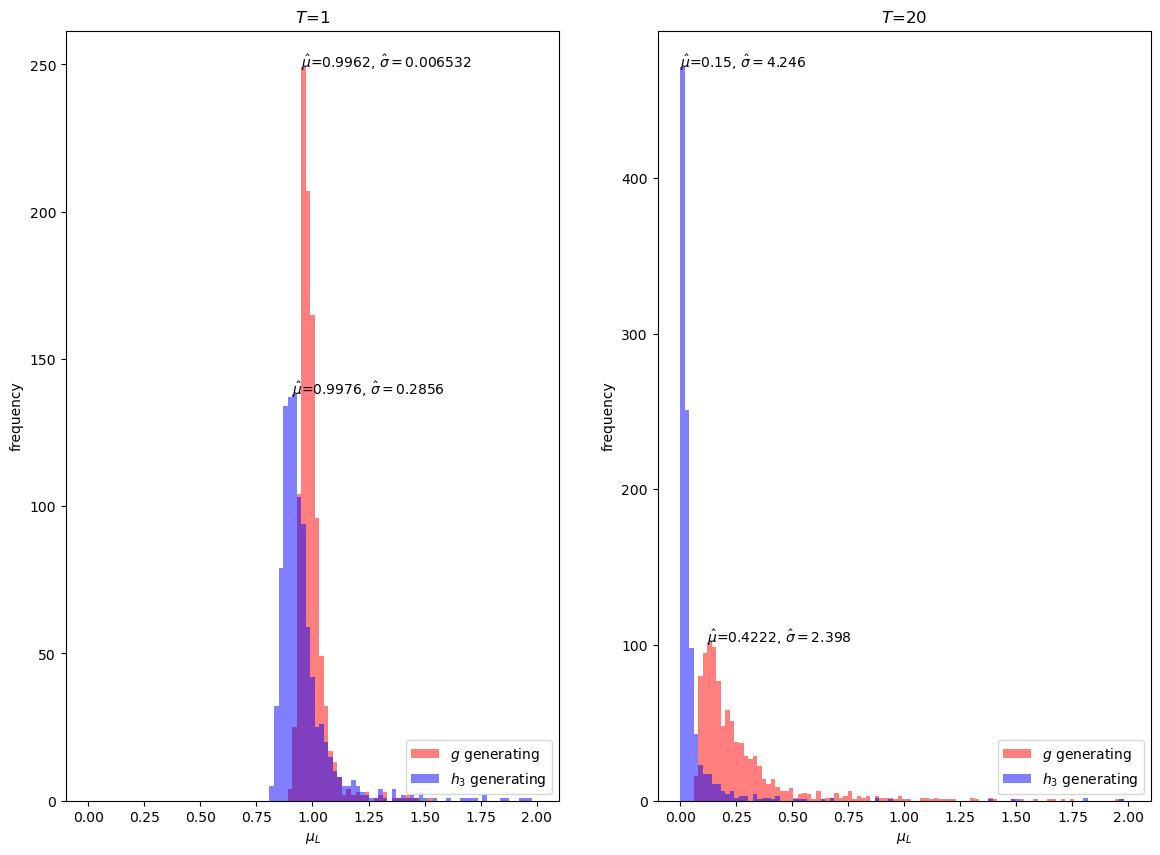 T=1
250
200
150
100
50
0
frequency
μ̂=0.9962, σ̂ = 0.006532
μ̂=0.9976, σ̂ = 0.2856
g generating
h₃ generating
0.00 0.25 0.50 0.75 1.00 1.25 1.50 1.75 2.00
μ_L
T=20
400
300
200
100
0
frequency
μ̂=0.15, σ̂ = 4.246
μ̂=0.4222, σ̂ = 2.398
g generating
h₃ generating
0.00 0.25 0.50 0.75 1.00 1.25 1.50 1.75 2.00
μ_L